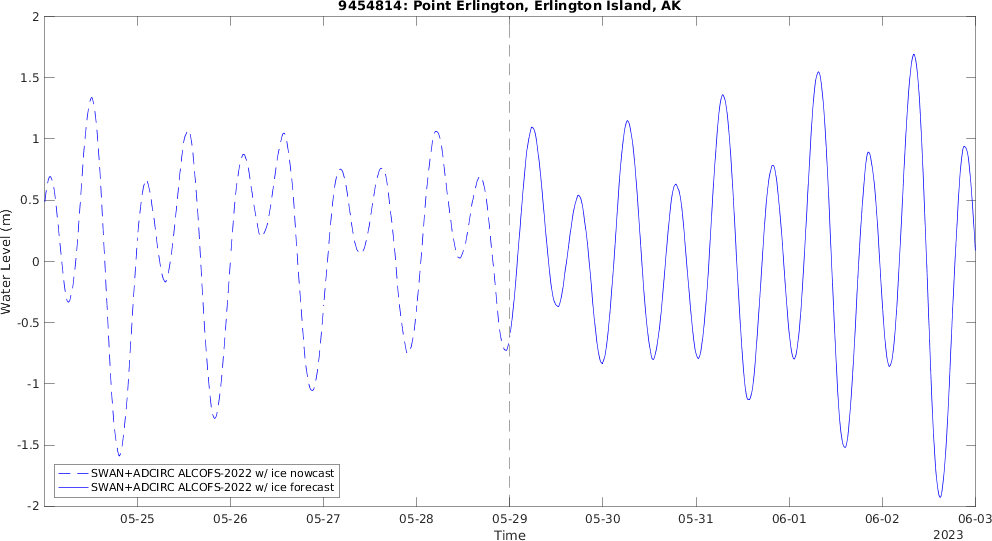 9454814: Point Erlington, Erlington Island, AK
Water Level (m)
2
1.5
1
0.5
0
-0.5
-1
-1.5
-2
SWAN+ADCIRC ALCOFS-2022 w/ ice nowcast
SWAN+ADCIRC ALCOFS-2022 w/ ice forecast
05-25 05-26 05-27 05-28 05-29 05-30 05-31 06-01 06-02 06-03
Time
2023